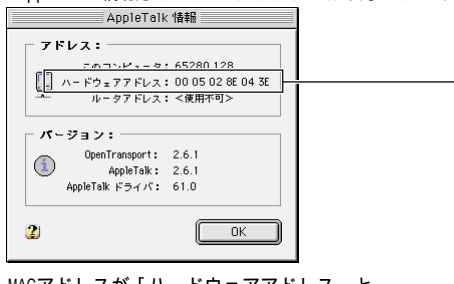 AppleTalk 情報
アドレス：
このコンピュータ： 65280.128
ハードウェアアドレス： 00 05 02 8E 04 3E
ルータアドレス： <使用不可>
バージョン：
OpenTransport： 2.6.1
AppleTalk： 2.6.1
AppleTalk ドライバ： 61.0
OK
MACアドレスが「ハードウェアアドレス